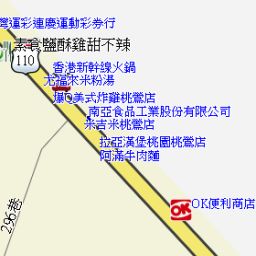 灣運彩連慶運動彩券行
素食鹽酥雞甜不辣
110
香港新幹線火鍋
尤福來米粉湯
爆Q美式炸雞桃鶯店
南亞食品工業股份有限公司
米吉米桃鶯店
拉亞漢堡桃園桃鶯店
阿滿牛肉麵
OK OK便利商店
296巷